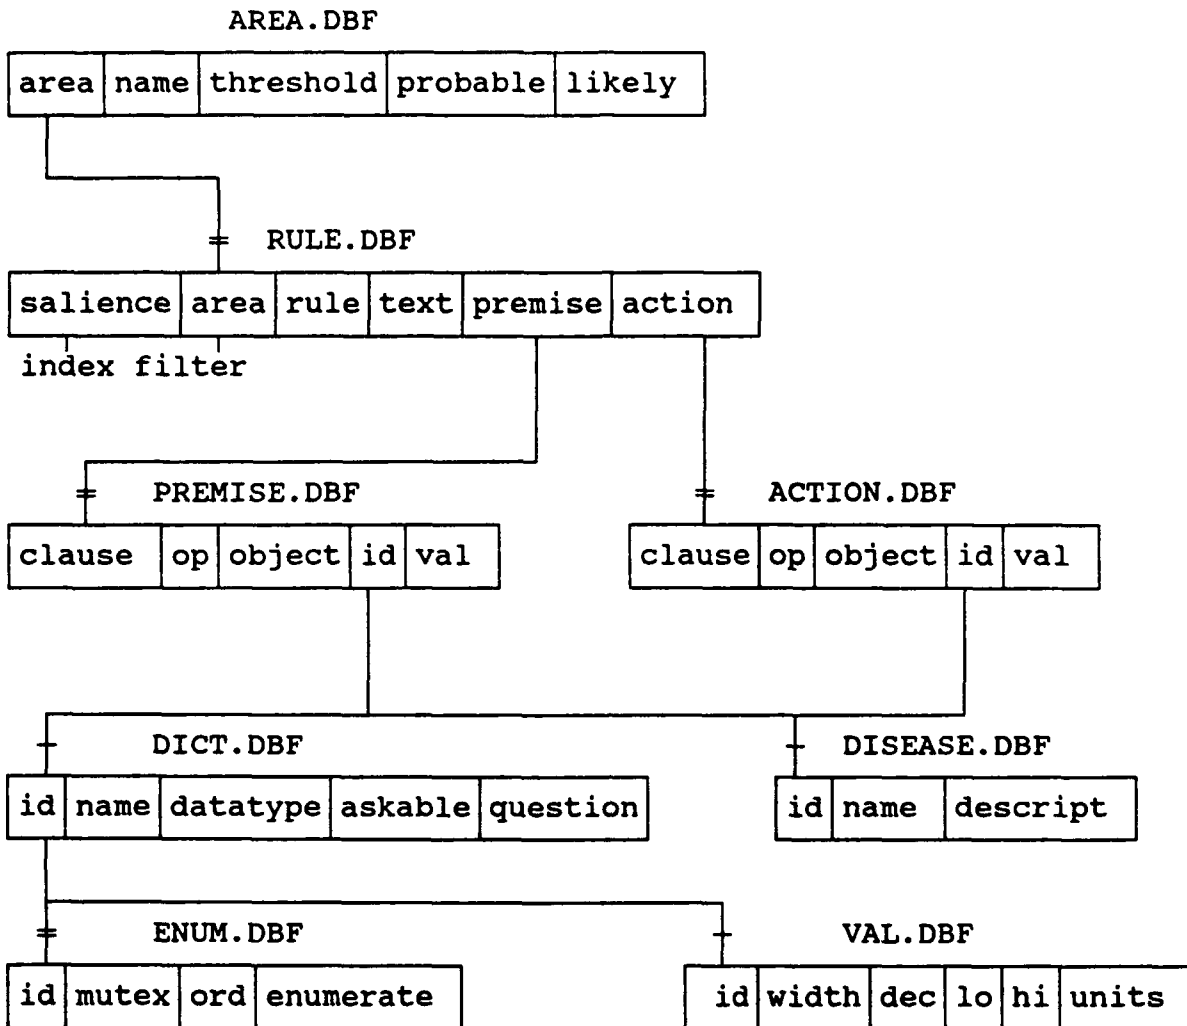 AREA.DBF
area name threshold probable likely
RULE.DBF
salience area rule text premise action
index filter
PREMISE.DBF ACTION.DBF
clause op object id val clause op object id val
DICT.DBF DISEASE.DBF
id name datatype askable question id name descript
ENUM.DBF VAL.DBF
id mutex ord enumerate id width dec lo hi units